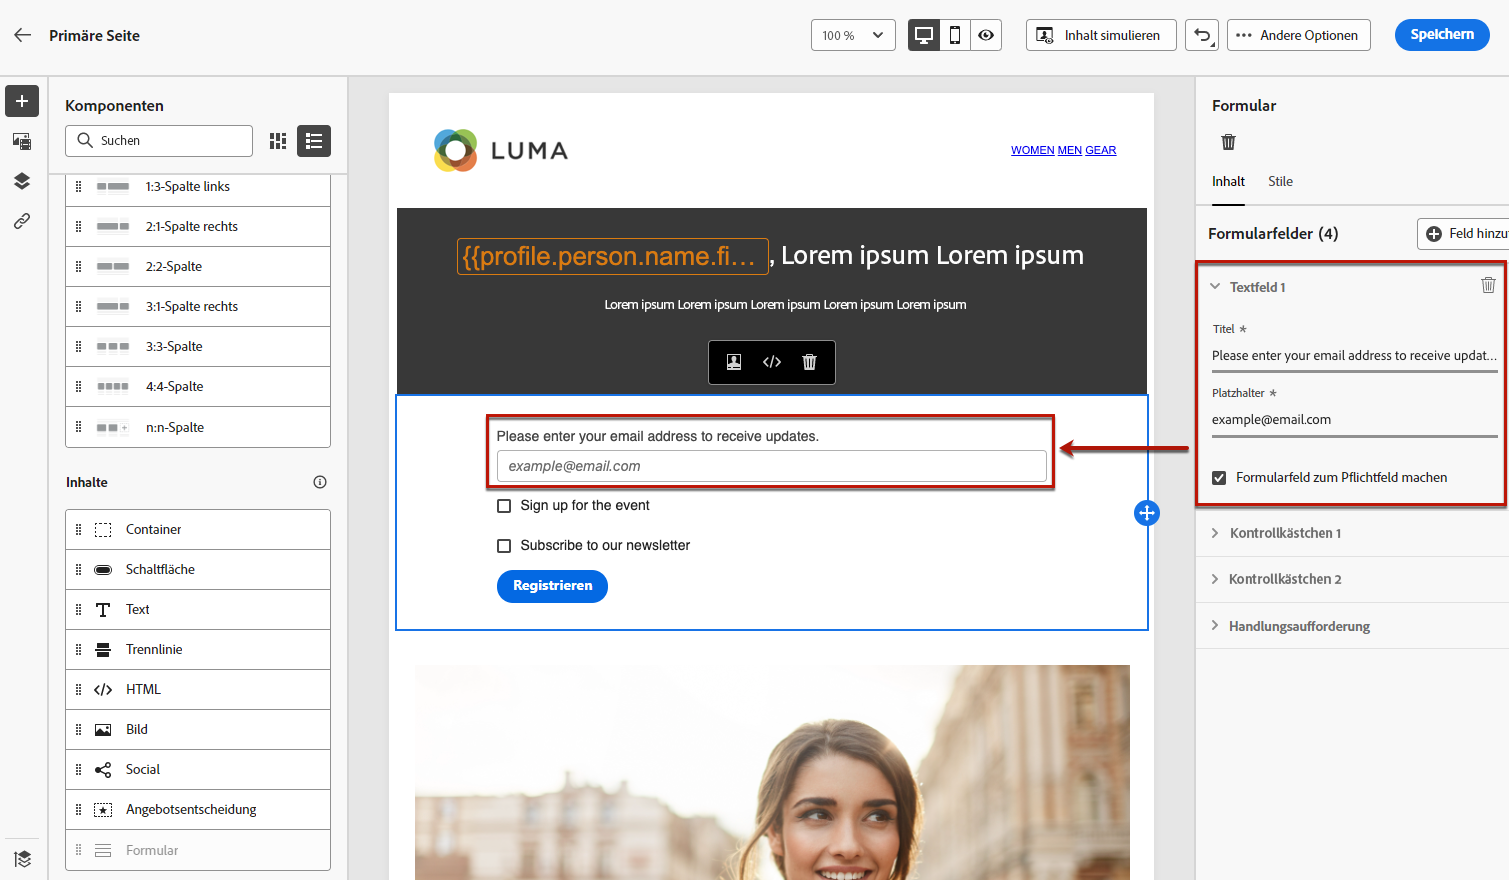 Primäre Seite
100 %
Inhalt simulieren
Andere Optionen
Speichern
Komponenten
Suchen
1:3-Spalte links
2:1-Spalte rechts
2:2-Spalte
3:1-Spalte rechts
3:3-Spalte
4:4-Spalte
n:n-Spalte
Inhalte
Container
Schaltfläche
Text
Trennlinie
HTML
Bild
Social
Angebotsentscheidung
Formular
LUMA
WOMEN MEN GEAR
{{profile.person.name.fi... , Lorem ipsum Lorem ipsum
Lorem ipsum Lorem ipsum Lorem ipsum Lorem ipsum Lorem ipsum
Please enter your email address to receive updates.
example@email.com
Sign up for the event
Subscribe to our newsletter
Registrieren
Formular
Inhalt Stile
Formularfelder (4)
Feld hinzu
Textfeld 1
Titel *
Please enter your email address to receive updat...
Platzhalter *
example@email.com
Formularfeld zum Pflichtfeld machen
Kontrollkästchen 1
Kontrollkästchen 2
Handlungsaufforderung